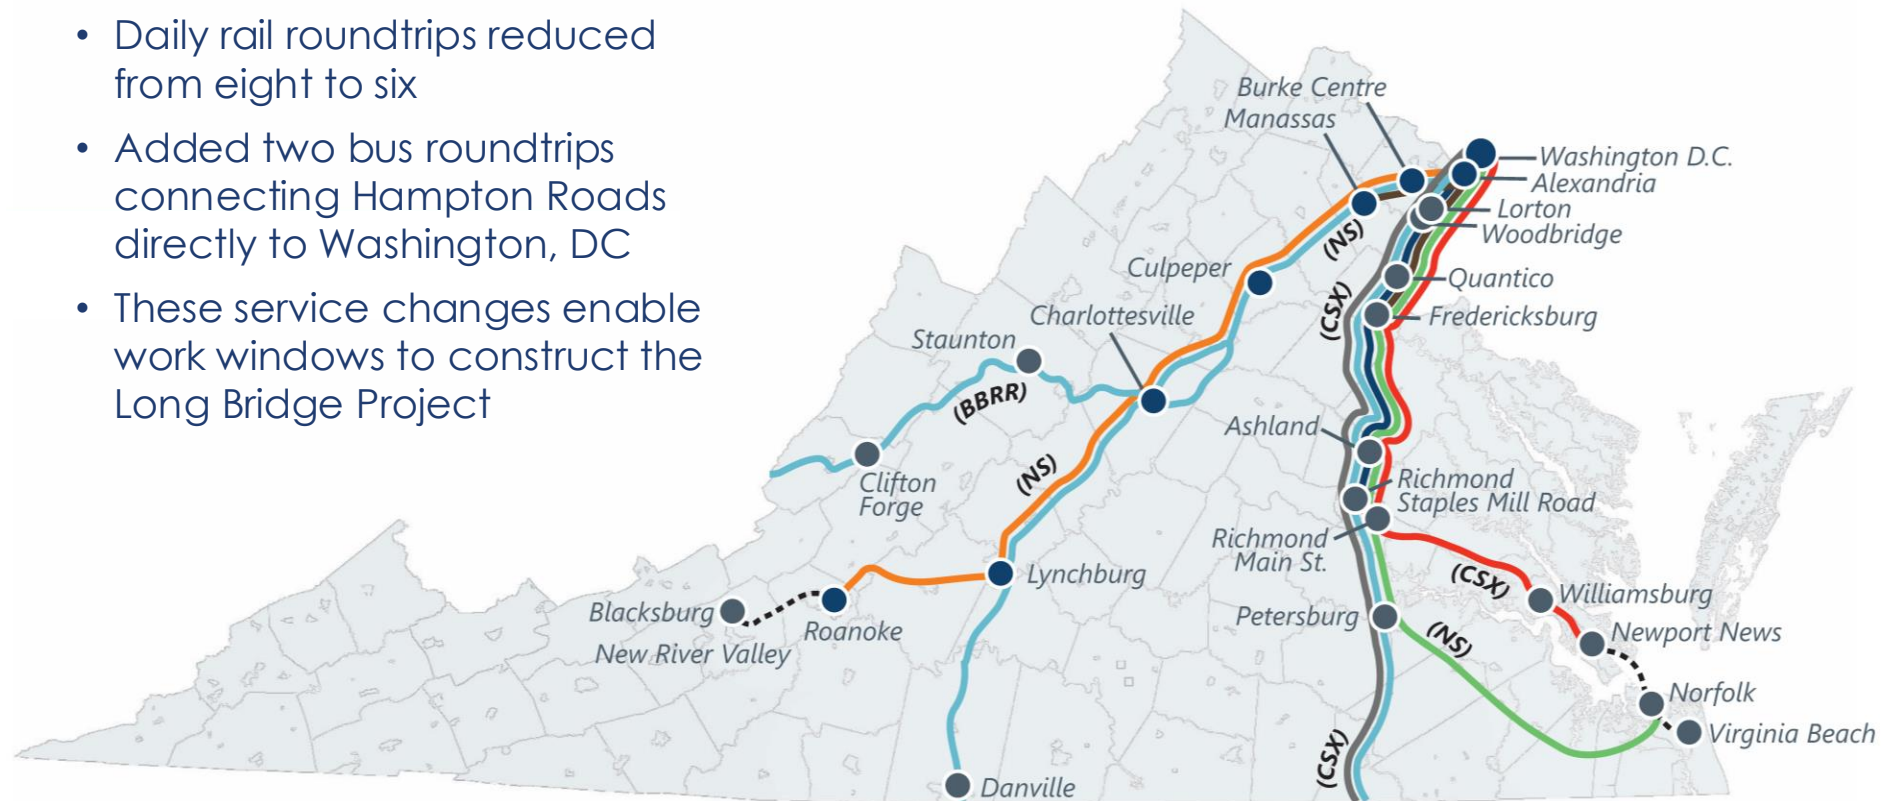 • Daily rail roundtrips reduced
from eight to six
• Added two bus roundtrips
connecting Hampton Roads
directly to Washington, DC
• These service changes enable
work windows to construct the
Long Bridge Project
Burke Centre
Manassas
Washington D.C.
Alexandria
Lorton
Woodbridge
(NS)
Culpeper
Quantico
Charlottesville
(CSX)
Fredericksburg
Staunton
(BBRR)
Ashland
Clifton
Forge
(NS)
Richmond
Staples Mill Road
Richmond
Main St.
Lynchburg
(CSX)
Williamsburg
Blacksburg
Roanoke
Petersburg
(NS)
Newport News
New River Valley
Norfolk
Virginia Beach
(CSX)
Danville